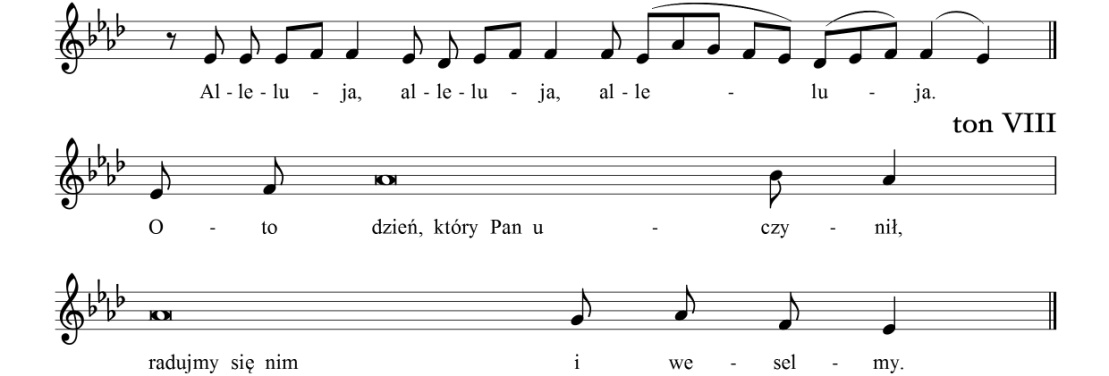 Al - le - lu - ja, al - le - lu - ja, al - le - lu - ja.
ton VIII
O - to dzień, który Pan u - czy - nił,
radujmy się nim i we - sel - my.